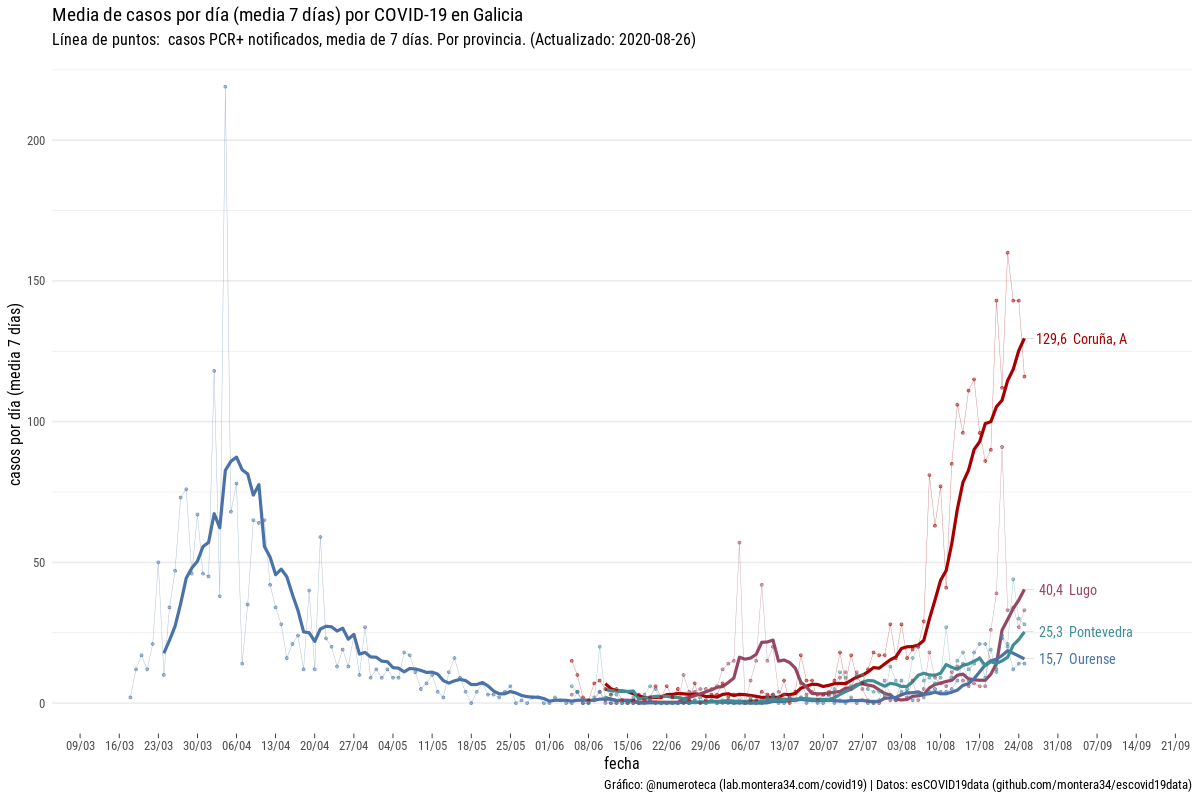 Media de casos por día (media 7 días) por COVID-19 en Galicia
Línea de puntos:  casos PCR+ notificados, media de 7 días. Por provincia. (Actualizado: 2020-08-26)
casos por día (media 7 días)
200
150
100
50
0
129,6 Coruña, A
40,4 Lugo
25,3 Pontevedra
15,7 Ourense
09/03 16/03 23/03 30/03 6/04 13/04 20/04 27/04 04/05 11/05 18/05 25/05 01/06 08/06 15/06 22/06 29/06 06/07 13/07 20/07 27/07 03/08 10/08 17/08 24/08 31/08 07/09 14/09 21/09
fecha
Gráfico: @numeroteca (lab.montera34.com/covid19) | Datos: esCOVID19data (github.com/montera34/escovid19data)